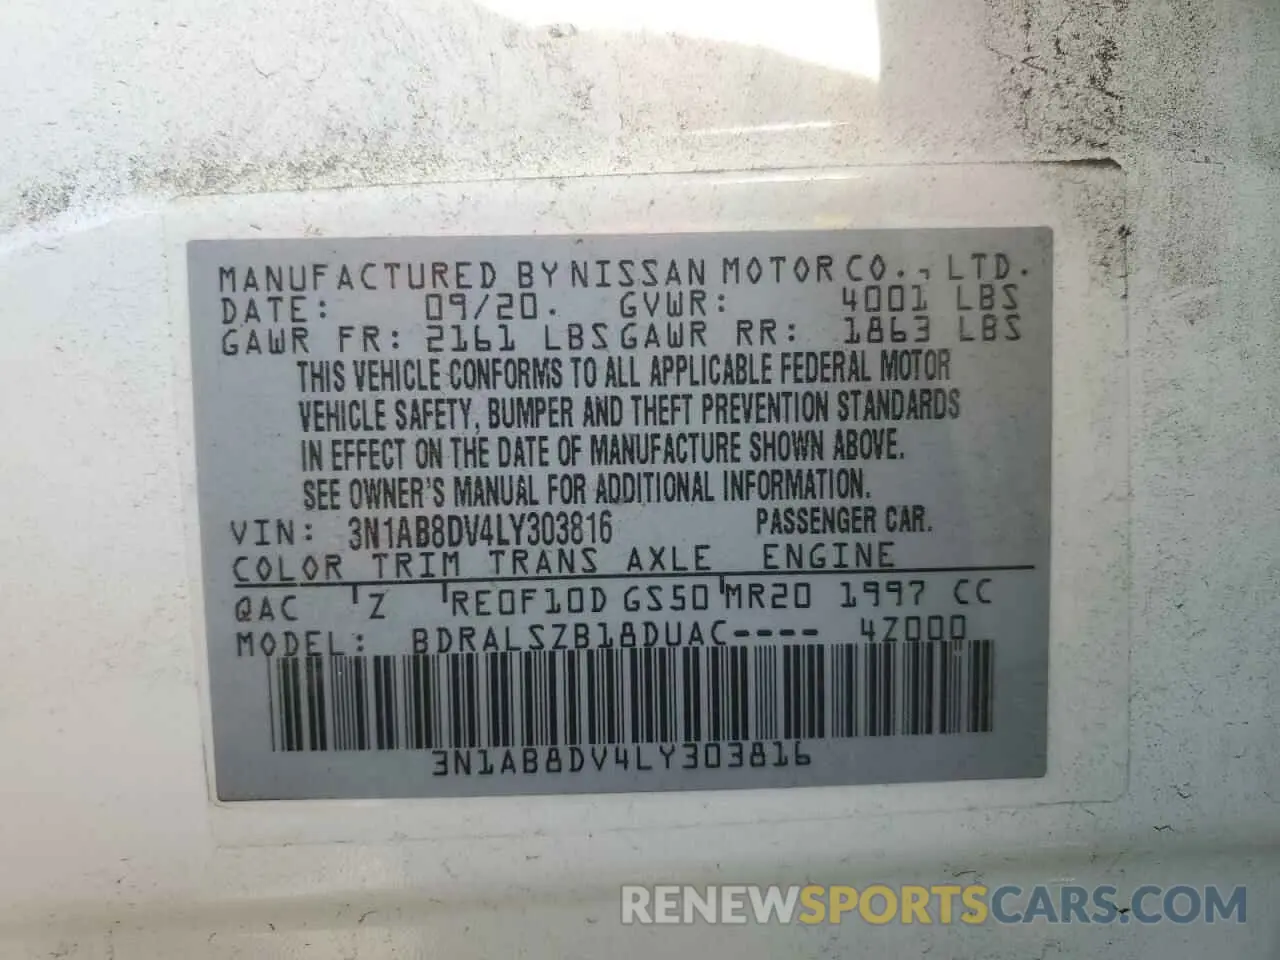 MANUFACTURED BY NISSAN MOTOR CO., LTD.
DATE: 09/20. GVWR: 4001 LBS
GAWR FR: 2161 LBS GAWR RR: 1863 LBS
THIS VEHICLE CONFORMS TO ALL APPLICABLE FEDERAL MOTOR
VEHICLE SAFETY, BUMPER AND THEFT PREVENTION STANDARDS
IN EFFECT ON THE DATE OF MANUFACTURE SHOWN ABOVE.
SEE OWNER'S MANUAL FOR ADDITIONAL INFORMATION.
VIN: 3N1AB8DV4LY303816 PASSENGER CAR.
COLOR TRIM TRANS AXLE ENGINE
QAC Z RE0F10D GS50 MR20 1997 CC
MODEL: BDRALSZB18DUAC---- 4Z000
3N1AB8DV4LY303816
RENEWSPORTSCARS.COM